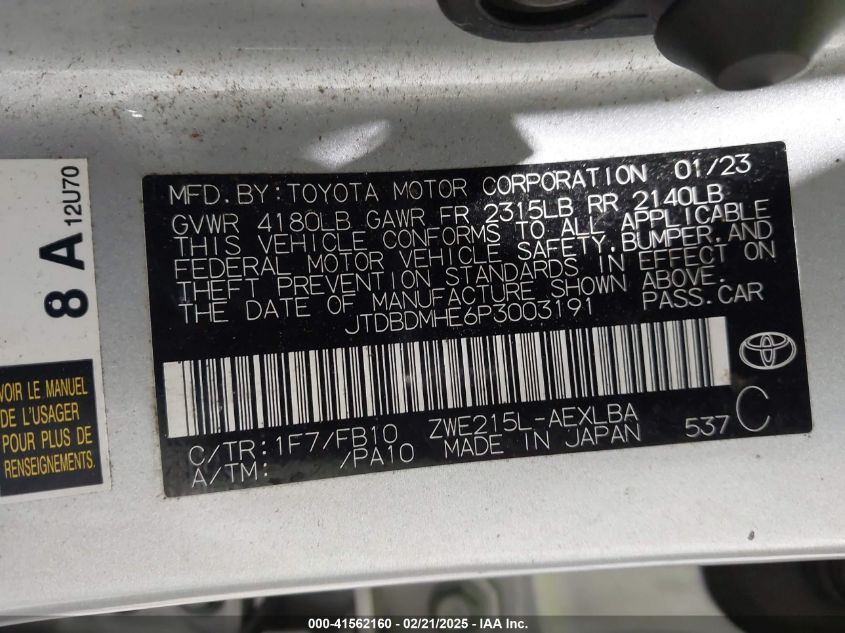 MFD.BY:TOYOTA MOTOR CORPORATION 01/23
GVWR 4180LB GAWR FR 2315LB RR 2140LB
THIS VEHICLE CONFORMS TO ALL APPLICABLE
FEDERAL MOTOR VEHICLE SAFETY,BUMPER,AND
THEFT PREVENTION STANDARDS IN EFFECT ON
THE DATE OF MANUFACTURE SHOWN ABOVE.
JTDBDMHE6P3003191 PASS.CAR
C/TR:1F7/FB10 ZWE215L-AEXLBA
A/TM: /PA10 MADE IN JAPAN 537 C
8 A 12U70
VOIR LE MANUEL
DE L'USAGER
POUR PLUS DE
RENSEIGNEMENTS.
000-41562160 - 02/21/2025 - IAA Inc.